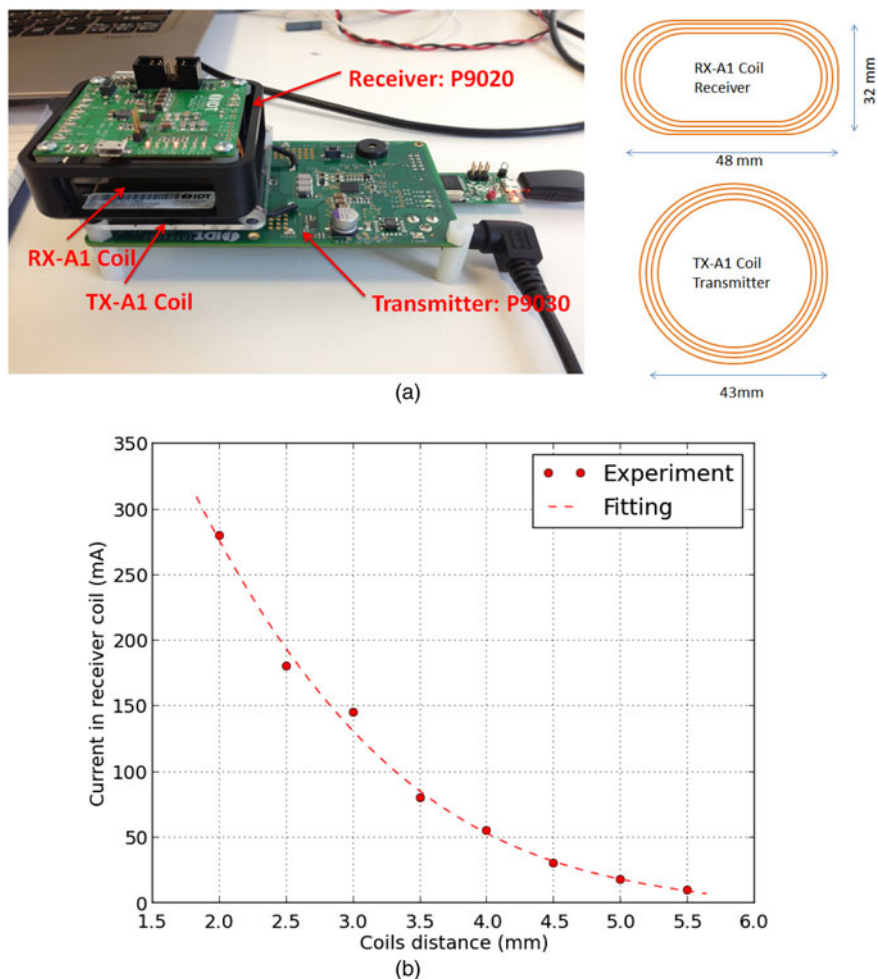 Receiver: P9020
RX-A1 Coil
TX-A1 Coil
Transmitter: P9030
IDT
RX-A1 Coil
Receiver
32 mm
48 mm
TX-A1 Coil
Transmitter
43mm
(a)
350
300
250
200
150
100
50
0
Current in receiver coil (mA)
Experiment
Fitting
1.5 2.0 2.5 3.0 3.5 4.0 4.5 5.0 5.5 6.0
Coils distance (mm)
(b)